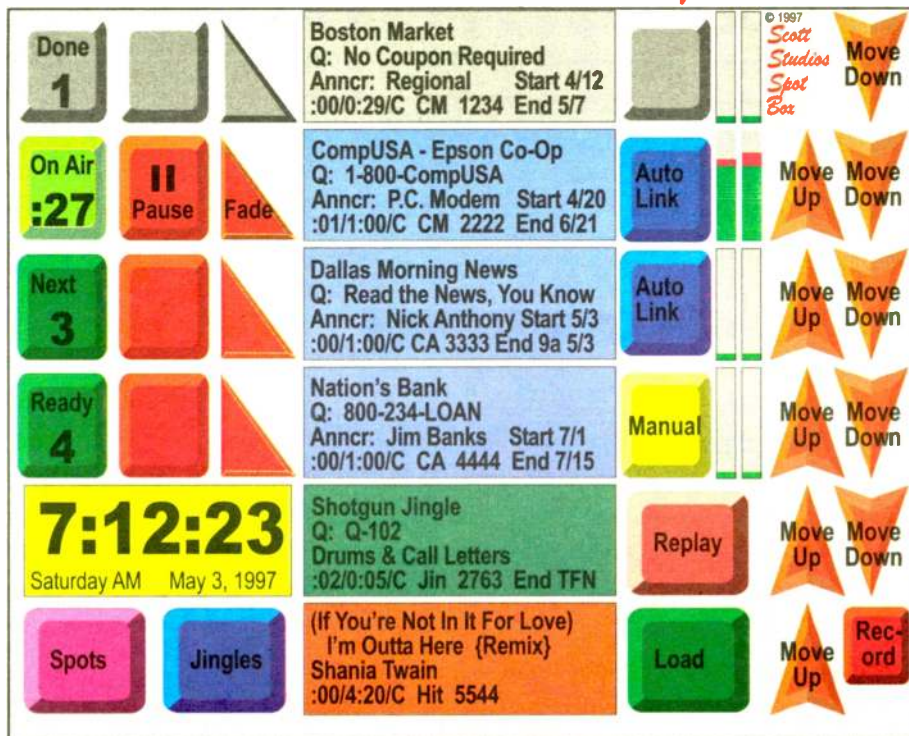 Done
1
Boston Market
Q: No Coupon Required
Anncr: Regional Start 4/12
:00/0:29/C CM 1234 End 5/7
© 1997
Scott
Studios
Spot
Box
Move
Down
On Air
:27
Pause
Fade
CompUSA - Epson Co-Op
Q: 1-800-CompUSA
Anncr: P.C. Modem Start 4/20
:01/1:00/C CM 2222 End 6/21
Auto
Link
Move
Up
Move
Down
Next
3
Dallas Morning News
Q: Read the News, You Know
Anncr: Nick Anthony Start 5/3
:00/1:00/C CA 3333 End 9a 5/3
Auto
Link
Move
Up
Move
Down
Ready
4
Nation's Bank
Q: 800-234-LOAN
Anncr: Jim Banks Start 7/1
:00/1:00/C CA 4444 End 7/15
Manual
Move
Up
Move
Down
7:12:23
Saturday AM May 3, 1997
Shotgun Jingle
Q: Q-102
Drums & Call Letters
:02/0:05/C Jin 2763 End TFN
Replay
Move
Up
Move
Down
Spots
Jingles
(If You're Not In It For Love)
I'm Outta Here {Remix}
Shania Twain
:00/4:20/C Hit 5544
Load
Move
Up
Rec-
ord